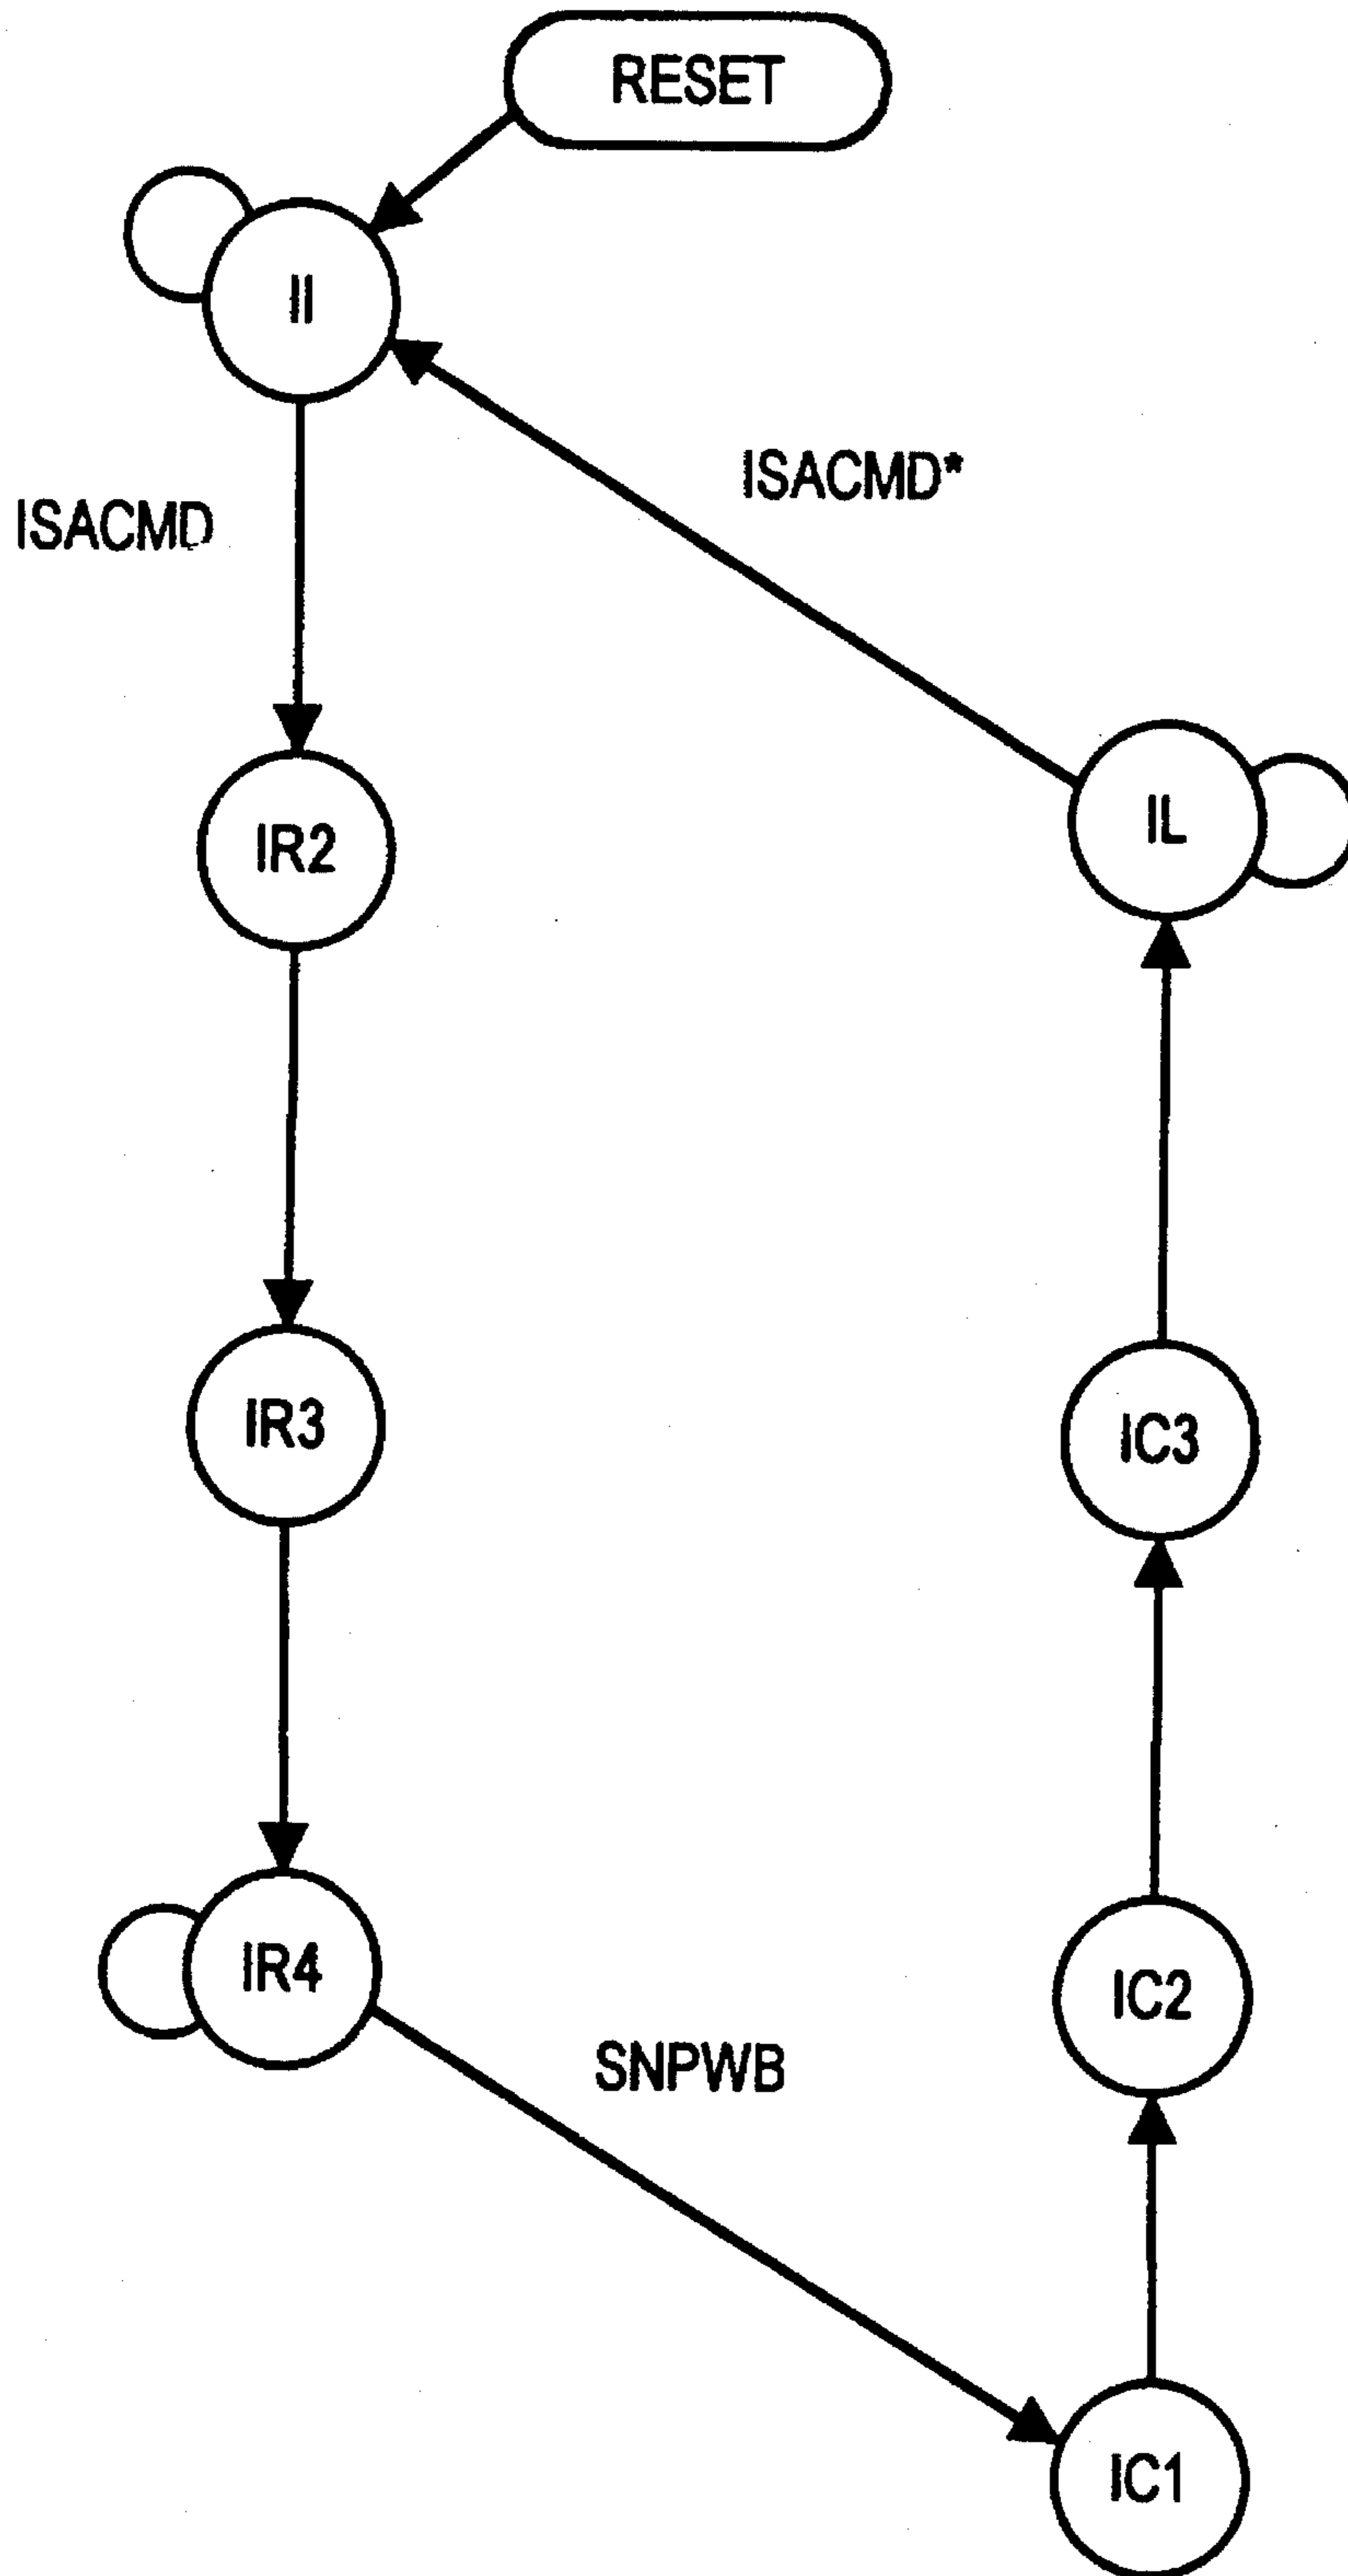 RESET
II
ISACMD
ISACMD*
IR2
IL
IR3
IC3
IR4
SNPWB
IC2
IC1